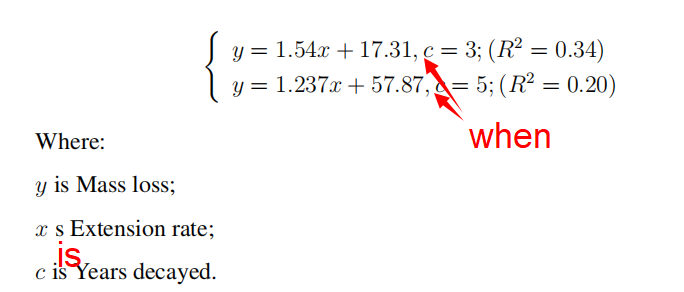 y = 1.54x + 17.31, c = 3; (R² = 0.34)
y = 1.237x + 57.87, c = 5; (R² = 0.20)
when
Where:
y is Mass loss;
x s Extension rate;
is
c is Years decayed.